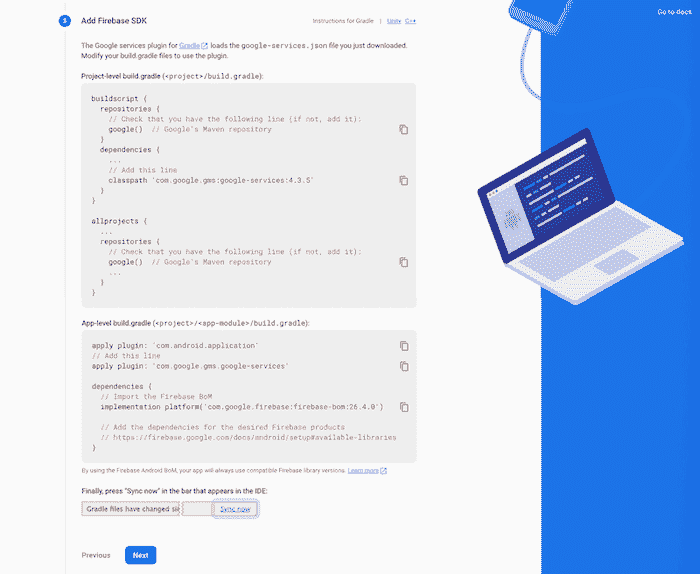 Go to docs
3 Add Firebase SDK
Instructions for Gradle | Unity C++
The Google services plugin for Gradle loads the google-services.json file you just downloaded.
Modify your build.gradle files to use the plugin.
Project-level build.gradle (<project>/build.gradle):
buildscript {
repositories {
// Check that you have the following line (if not, add it):
google() // Google's Maven repository
}
dependencies {
...
// Add this line
classpath 'com.google.gms:google-services:4.3.5'
}
}
allprojects {
...
repositories {
// Check that you have the following line (if not, add it):
google() // Google's Maven repository
...
}
}
App-level build.gradle (<project>/<app-module>/build.gradle):
apply plugin: 'com.android.application'
// Add this line
apply plugin: 'com.google.gms.google-services'
dependencies {
// Import the Firebase BoM
implementation platform('com.google.firebase:firebase-bom:26.4.0')
// Add the dependencies for the desired Firebase products
// https://firebase.google.com/docs/android/setup#available-libraries
}
By using the Firebase Android BoM, your app will always use compatible Firebase library versions. Learn more
Finally, press "Sync now" in the bar that appears in the IDE:
Gradle files have changed sin
Sync now
Previous
Next